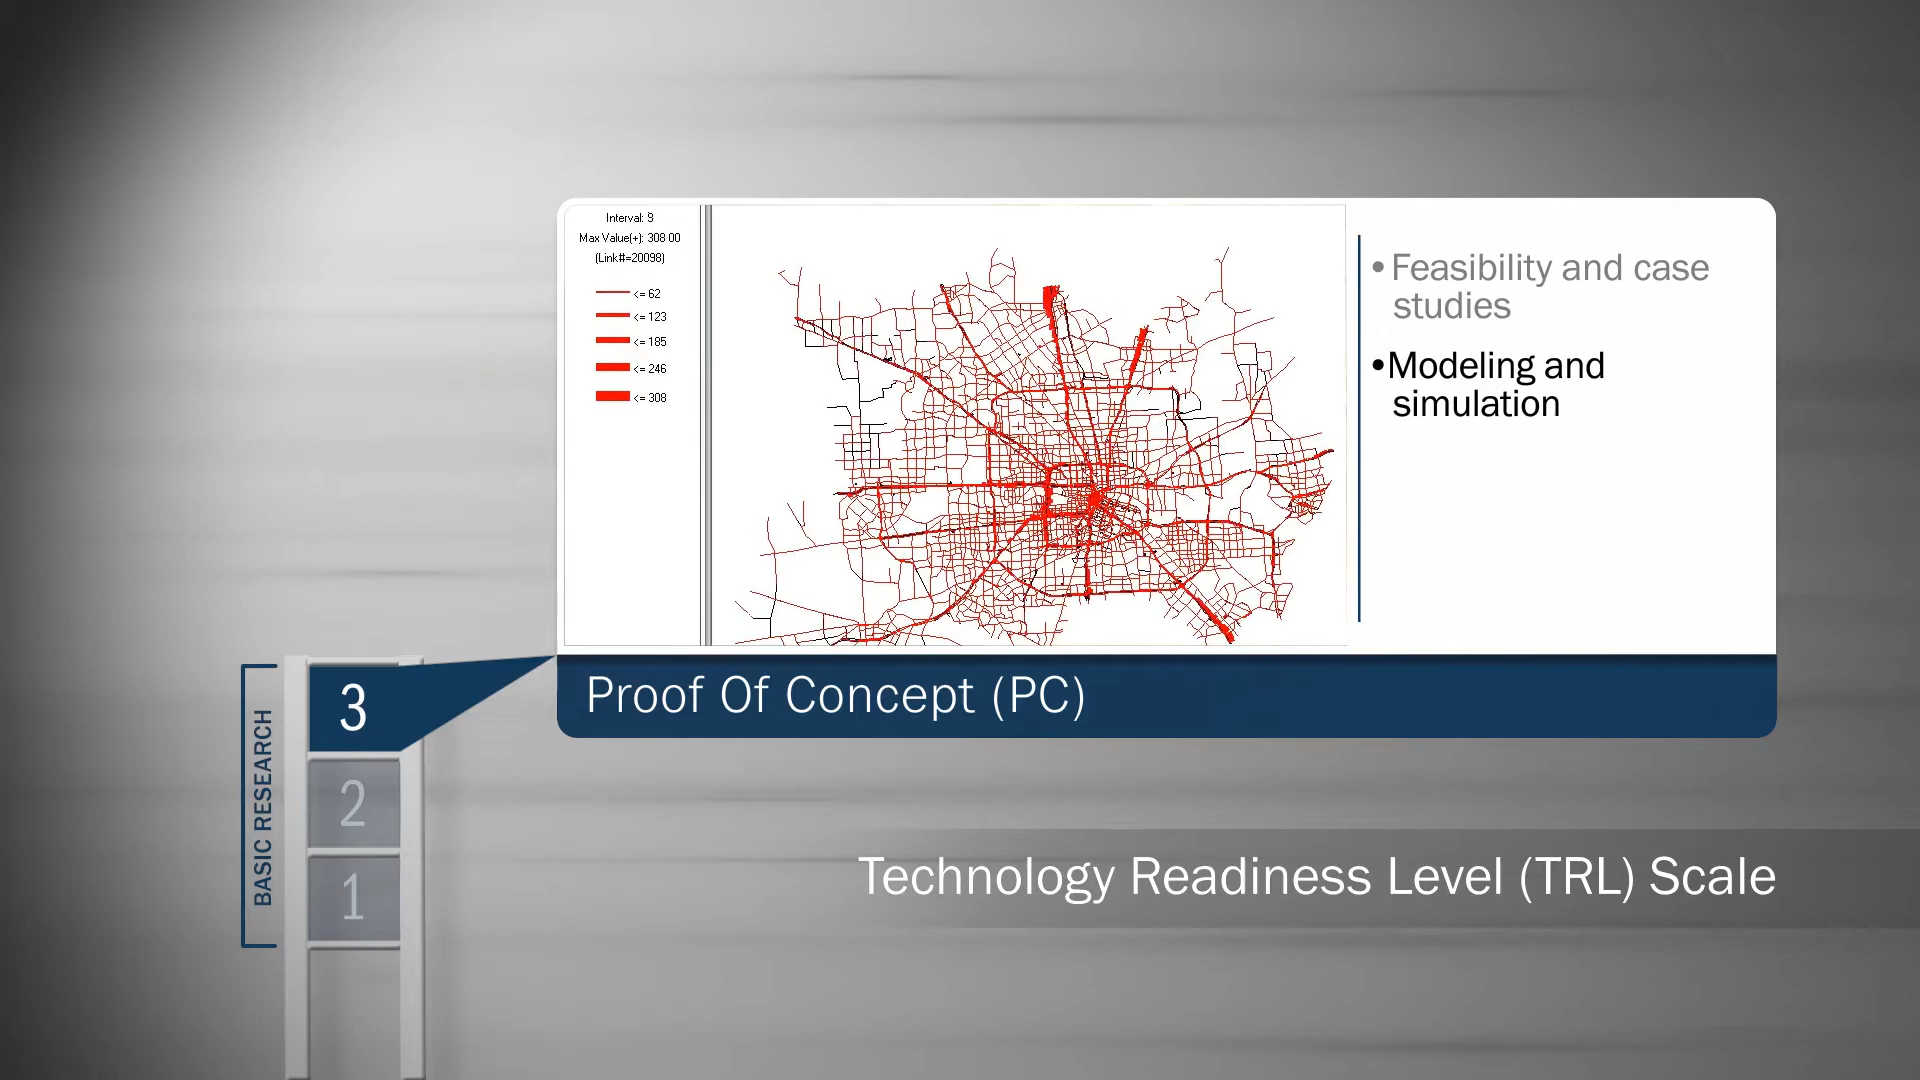 Interval: 9
Max Value(+): 308.00
(Link#=20098)
<= 62
<= 123
<= 185
<= 246
<= 308
•Feasibility and case
studies
•Modeling and
simulation
Proof Of Concept (PC)
3
2
1
BASIC RESEARCH
Technology Readiness Level (TRL) Scale